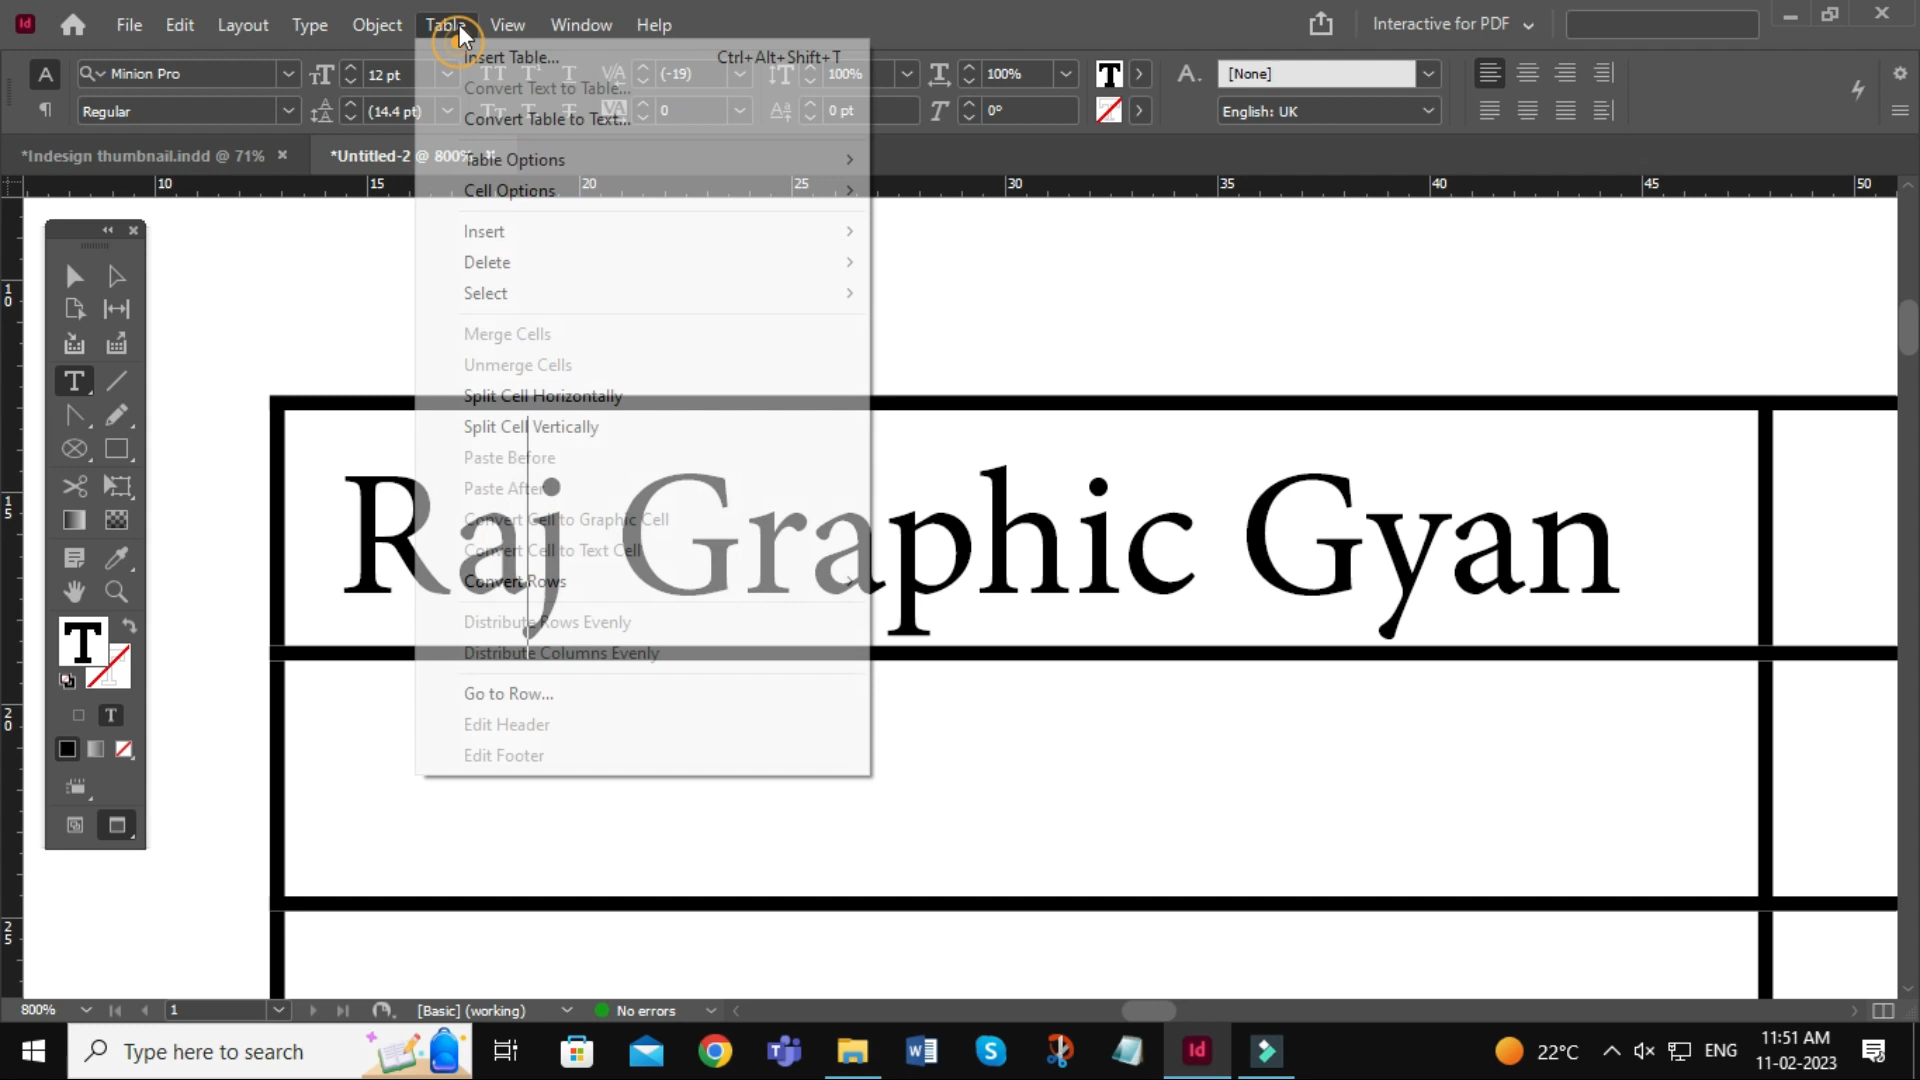 Id File Edit Layout Type Object Table View Window Help Interactive for PDF
A Minion Pro 12 pt (-19) 100% 100% T A. [None]
¶ Regular (14.4 pt) 0 0 pt 0° English: UK
*Indesign thumbnail.indd @ 71% × *Untitled-2 @ 800% ×
10 15 20 25 30 35 40 45 50
Insert Table... Ctrl+Alt+Shift+T
Convert Text to Table...
Convert Table to Text...
Table Options
Cell Options
Insert
Delete
Select
Merge Cells
Unmerge Cells
Split Cell Horizontally
Split Cell Vertically
Paste Before
Paste After
Convert Cell to Graphic Cell
Convert Cell to Text Cell
Convert Rows
Distribute Rows Evenly
Distribute Columns Evenly
Go to Row...
Edit Header
Edit Footer
10
15
20
25
Raj Graphic Gyan
800% 1 [Basic] (working) No errors
Type here to search 22°C ENG 11:51 AM
11-02-2023